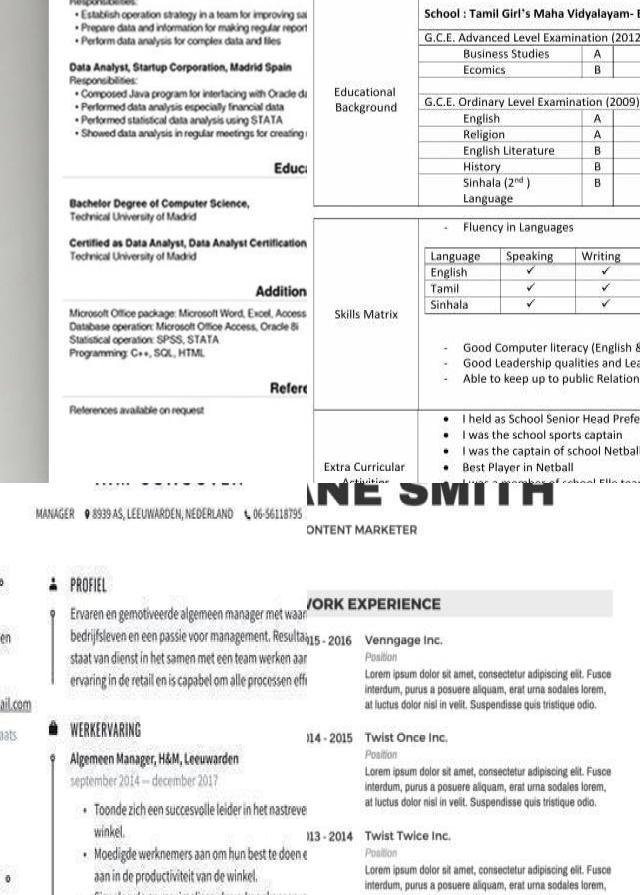 Responsibilities:
• Establish operation strategy in a team for improving sa
• Prepare data and information for making regular report
• Perform data analysis for complex data and files
Data Analyst, Startup Corporation, Madrid Spain
Responsibilities:
• Composed Java program for interfacing with Oracle da
• Performed data analysis especially financial data
• Performed statistical data analysis using STATA
• Showed data analysis in regular meetings for creating
Educa
Bachelor Degree of Computer Science,
Technical University of Madrid
Certified as Data Analyst, Data Analyst Certification
Technical University of Madrid
Addition
Microsoft Office package: Microsoft Word, Excel, Access
Database operation: Microsoft Office Access, Oracle 8i
Statistical operation: SPSS, STATA
Programming: C++, SQL, HTML
Refere
References available on request
School : Tamil Girl's Maha Vidyalayam-
Educational
Background
G.C.E. Advanced Level Examination (2012
Business Studies A
Ecomics B
G.C.E. Ordinary Level Examination (2009)
English A
Religion A
English Literature B
History B
Sinhala (2nd ) B
Language
Skills Matrix
- Fluency in Languages
Language Speaking Writing
English ✓ ✓
Tamil ✓ ✓
Sinhala ✓ ✓
- Good Computer literacy (English &
- Good Leadership qualities and Lea
- Able to keep up to public Relation
Extra Curricular
Activities
• I held as School Senior Head Prefe
• I was the school sports captain
• I was the captain of school Netbal
• Best Player in Netball
MANAGER 8939 AS, LEEUWARDEN, NEDERLAND 06-56118795
en
ail.com
aats
PROFIEL
Ervaren en gemotiveerde algemeen manager met waar
bedrijfsleven en een passie voor management. Resulta
staat van dienst in het samen met een team werken aar
ervaring in de retail en is capabel om alle processen effi
WERKERVARING
Algemeen Manager, H&M, Leeuwarden
september 2014 – december 2017
• Toonde zich een succesvolle leider in het nastreve
winkel.
• Moedigde werknemers aan om hun best te doen e
aan in de productiviteit van de winkel.
ANE SMITH
ONTENT MARKETER
WORK EXPERIENCE
015 - 2016 Venngage Inc.
Position
Lorem ipsum dolor sit amet, consectetur adipiscing elit. Fusce
interdum, purus a posuere aliquam, erat urna sodales lorem,
at luctus dolor nisl in velit. Suspendisse quis tristique odio.
014 - 2015 Twist Once Inc.
Position
Lorem ipsum dolor sit amet, consectetur adipiscing elit. Fusce
interdum, purus a posuere aliquam, erat urna sodales lorem,
at luctus dolor nisl in velit. Suspendisse quis tristique odio.
013 - 2014 Twist Twice Inc.
Position
Lorem ipsum dolor sit amet, consectetur adipiscing elit. Fusce
interdum, purus a posuere aliquam, erat urna sodales lorem,